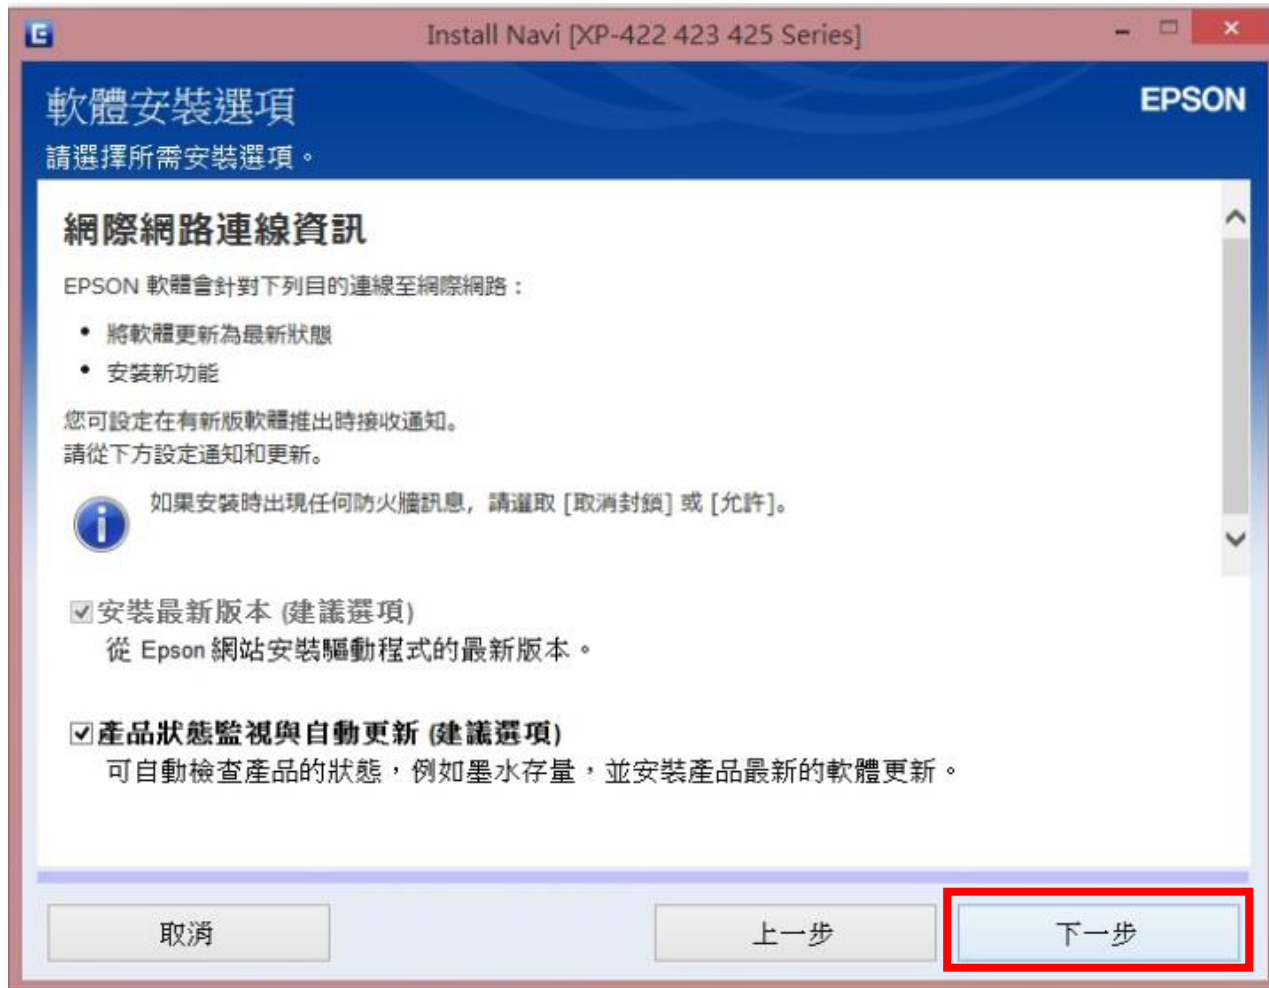 Install Navi [XP-422 423 425 Series]
軟體安裝選項
EPSON
請選擇所需安裝選項。
網際網路連線資訊
EPSON 軟體會針對下列目的連線至網際網路：
• 將軟體更新為最新狀態
• 安裝新功能
您可設定在有新版軟體推出時接收通知。
請從下方設定通知和更新。
如果安裝時出現任何防火牆訊息，請選取 [取消封鎖] 或 [允許]。
安裝最新版本 (建議選項)
從 Epson 網站安裝驅動程式的最新版本。
產品狀態監視與自動更新 (建議選項)
可自動檢查產品的狀態，例如墨水存量，並安裝產品最新的軟體更新。
取消
上一步
下一步